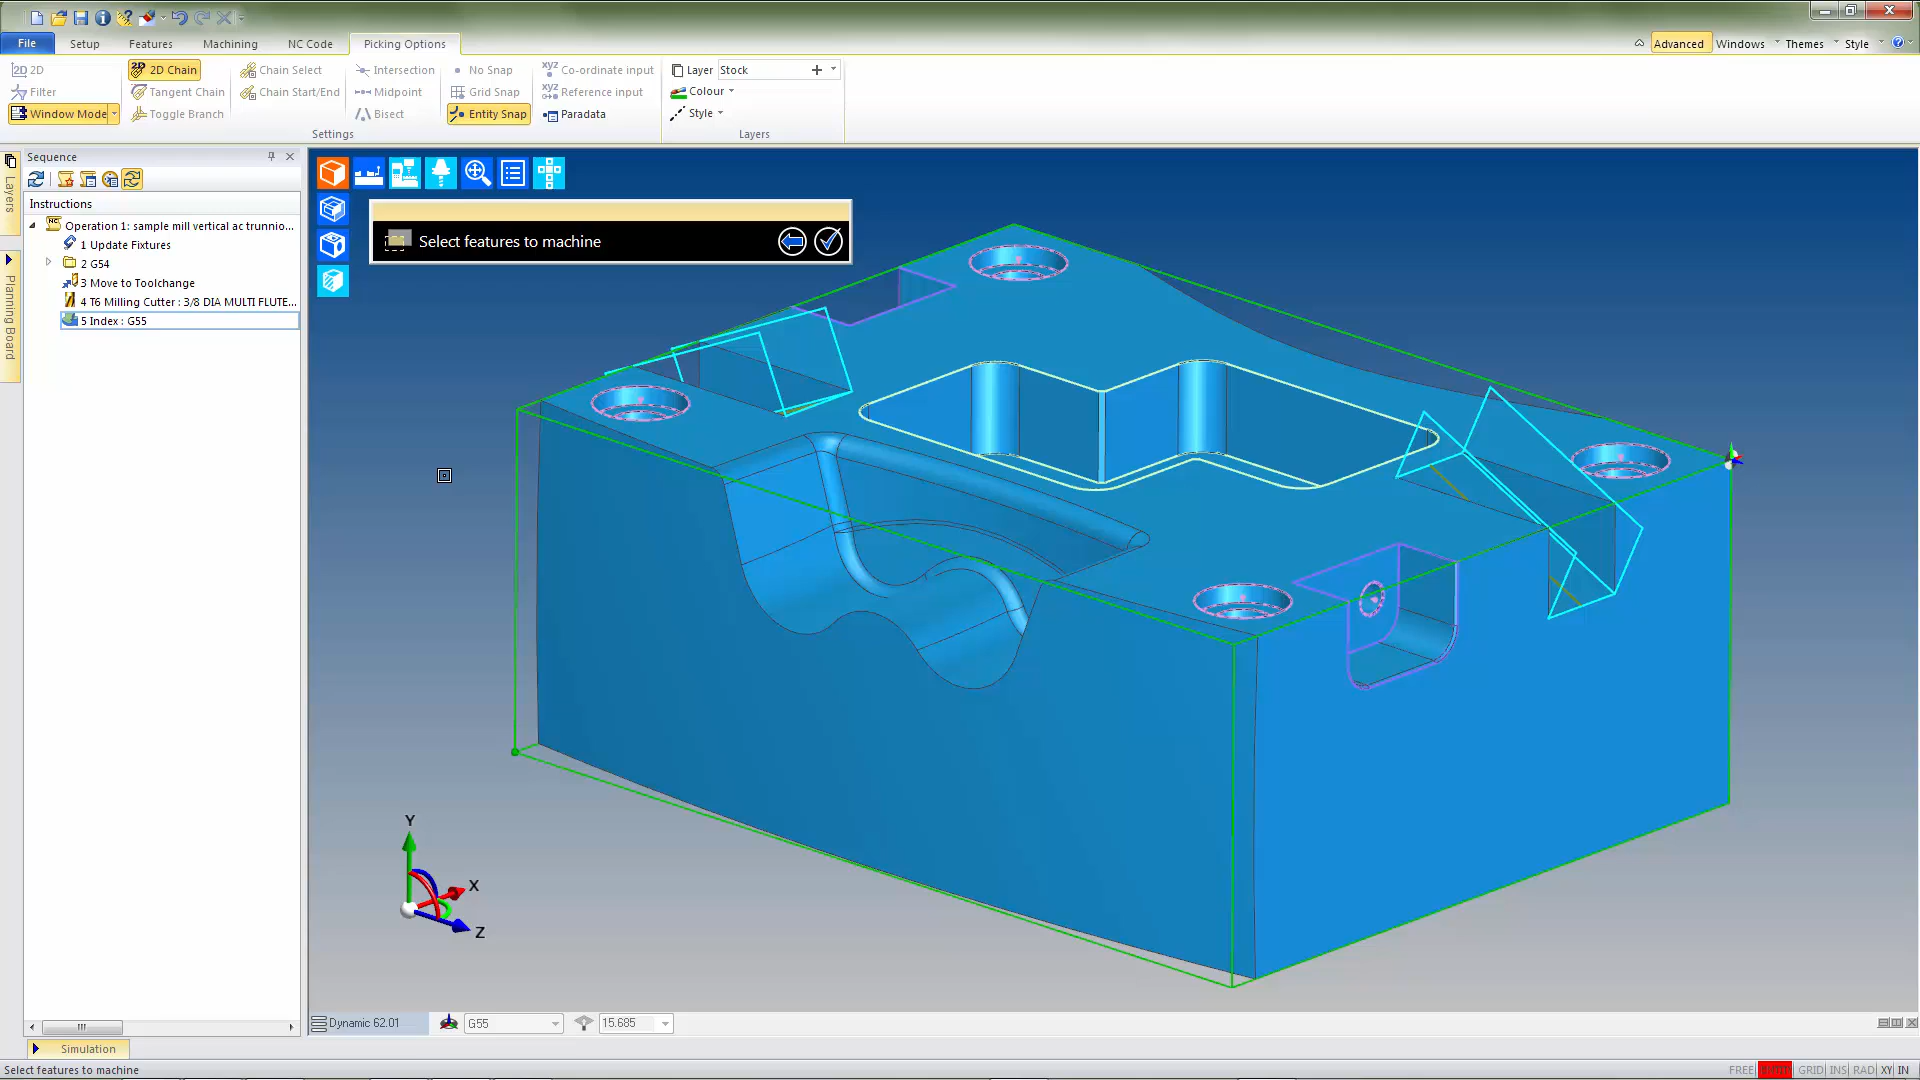 File Setup Features Machining NC Code Picking Options Advanced Windows Themes Style
2D 2D Chain Chain Select Intersection No Snap Co-ordinate input Layer Stock
Filter Tangent Chain Chain Start/End Midpoint Grid Snap Reference input Colour
Window Mode Toggle Branch Bisect Entity Snap Paradata Style
Settings Layers
Sequence
Layers
Planning Board
Instructions
Operation 1: sample mill vertical ac trunnio...
1 Update Fixtures
2 G54
3 Move to Toolchange
4 T6 Milling Cutter : 3/8 DIA MULTI FLUTE...
5 Index : G55
Select features to machine
Y
X
Z
Dynamic 62.01 G55 15.685
Simulation
Select features to machine FREE GRID INS RAD XY IN